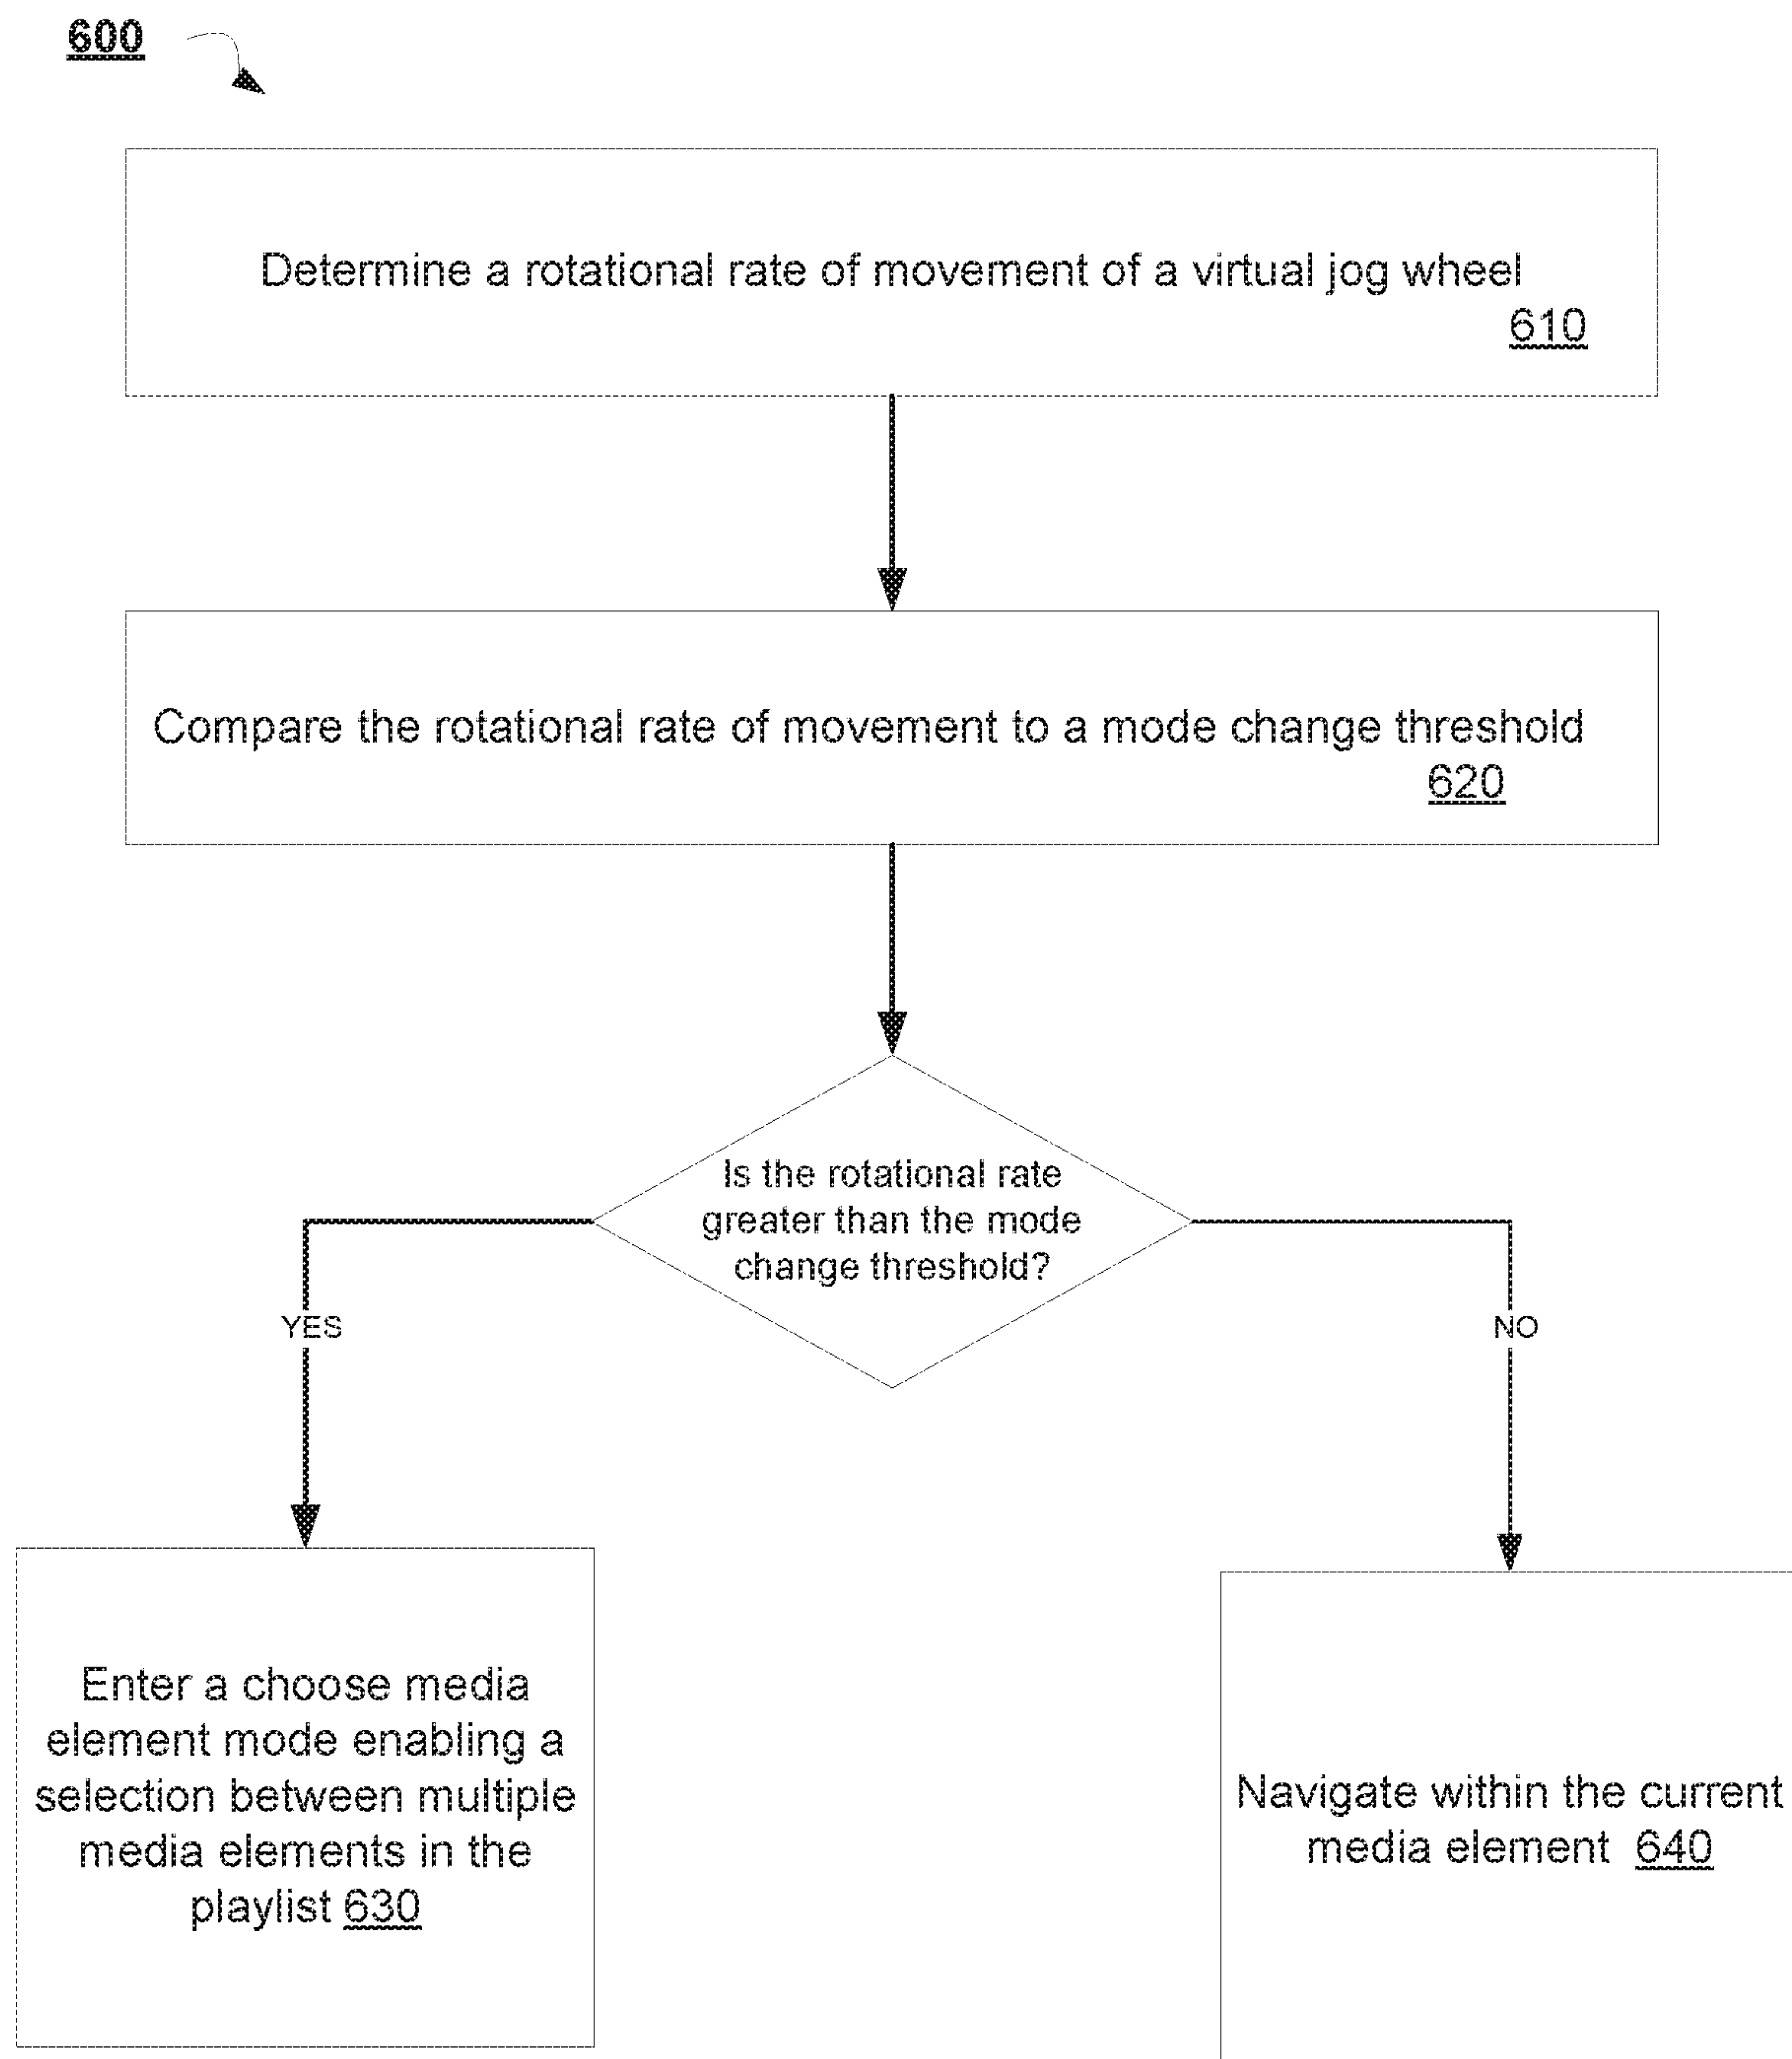 600
Determine a rotational rate of movement of a virtual jog wheel
610
Compare the rotational rate of movement to a mode change threshold
620
Is the rotational rate
greater than the mode
change threshold?
YES
NO
Enter a choose media
element mode enabling a
selection between multiple
media elements in the
playlist 630
Navigate within the current
media element 640